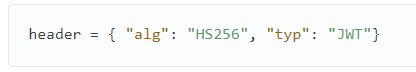 header = { "alg": "HS256", "typ": "JWT"}